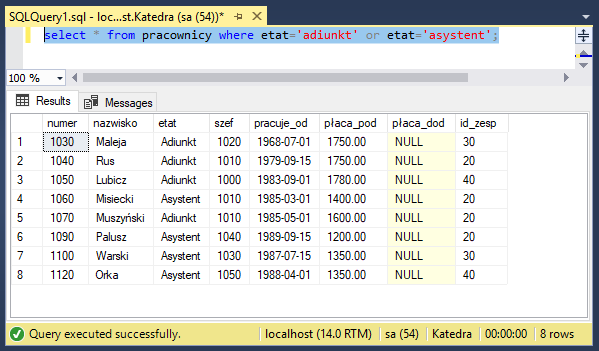 SQLQuery1.sql - loc...st.Katedra (sa (54))*
select * from pracownicy where etat='adiunkt' or etat='asystent';
100 %
Results Messages
numer nazwisko etat szef pracuje_od płaca_pod płaca_dod id_zesp
1 1030 Maleja Adiunkt 1020 1968-07-01 1750.00 NULL 30
2 1040 Rus Adiunkt 1010 1979-09-15 1750.00 NULL 20
3 1050 Lubicz Adiunkt 1000 1983-09-01 1780.00 NULL 40
4 1060 Misiecki Asystent 1010 1985-03-01 1400.00 NULL 20
5 1070 Muszyński Adiunkt 1010 1985-05-01 1600.00 NULL 20
6 1090 Palusz Asystent 1040 1989-09-15 1200.00 NULL 20
7 1100 Warski Asystent 1030 1987-07-15 1350.00 NULL 30
8 1120 Orka Asystent 1050 1988-04-01 1350.00 NULL 40
Query executed successfully. localhost (14.0 RTM) sa (54) Katedra 00:00:00 8 rows